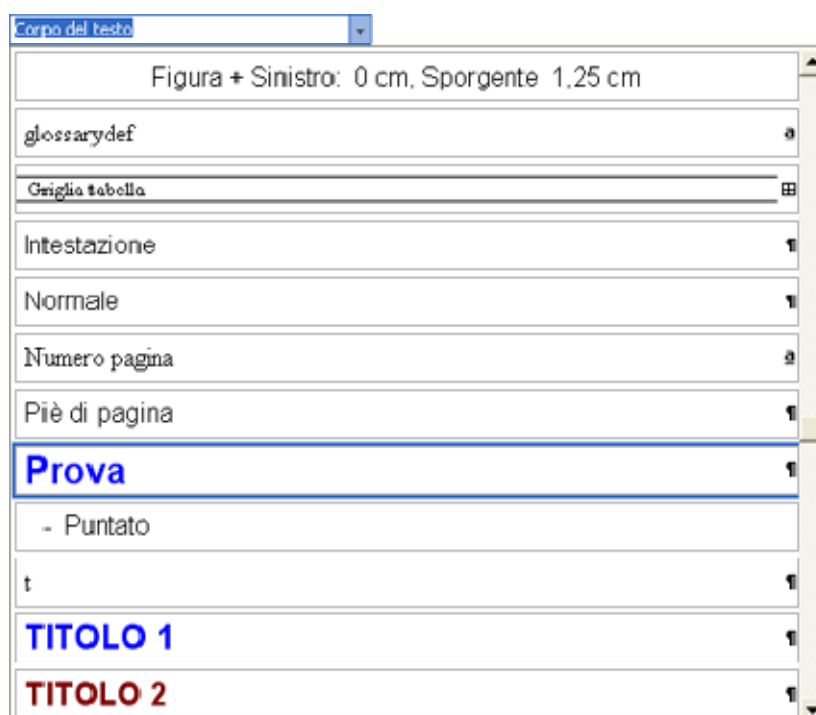 Corpo del testo
Figura + Sinistro: 0 cm, Sporgente 1,25 cm
glossarydef a
Griglia tabella
Intestazione ¶
Normale ¶
Numero pagina a
Piè di pagina ¶
Prova ¶
- Puntato
t ¶
TITOLO 1 ¶
TITOLO 2 ¶